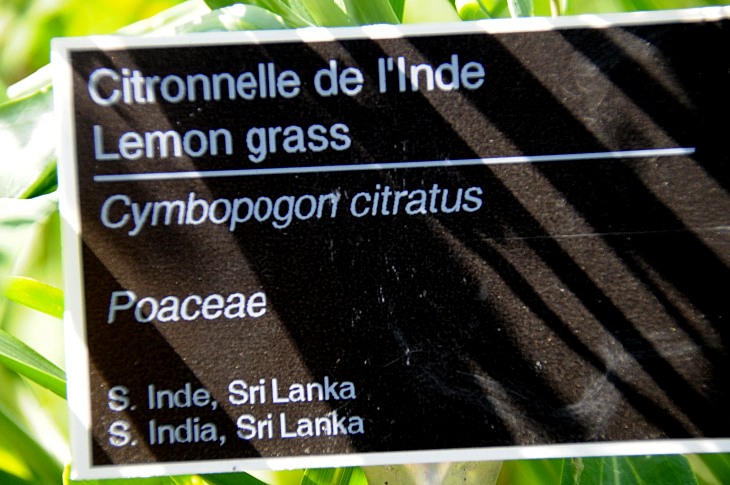 Citronnelle de l'Inde
Lemon grass
Cymbopogon citratus
Poaceae
S. Inde, Sri Lanka
S. India, Sri Lanka